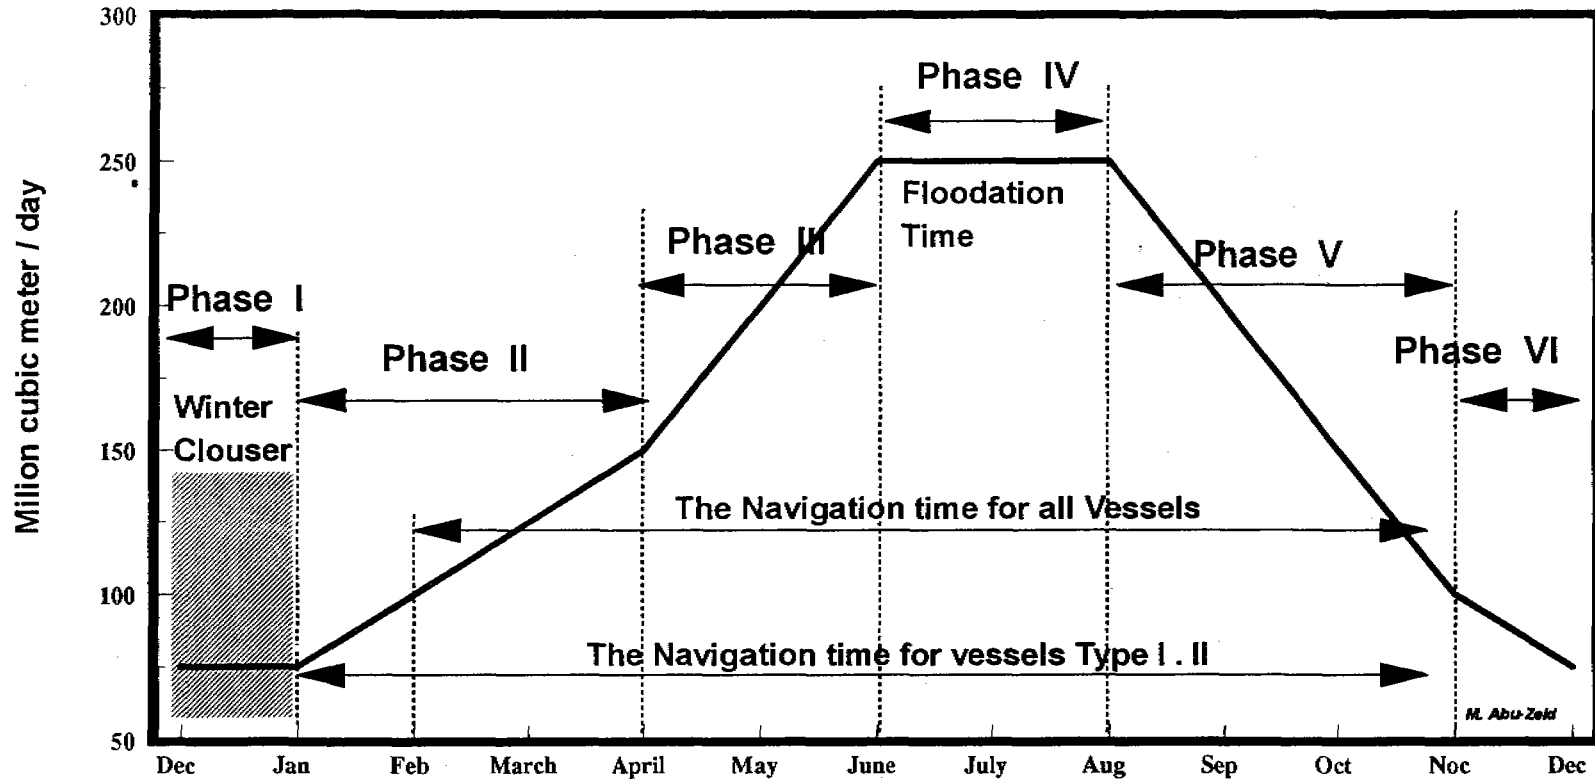 300
Phase IV
250
Floodation
Time
Phase III
Phase V
Million cubic meter / day
200
Phase I
Phase VI
Phase II
Winter
Clouser
150
The Navigation time for all Vessels
100
The Navigation time for vessels Type I . II
M. Abu-Zeid
50
Dec Jan Feb March April May June July Aug Sep Oct Noc Dec